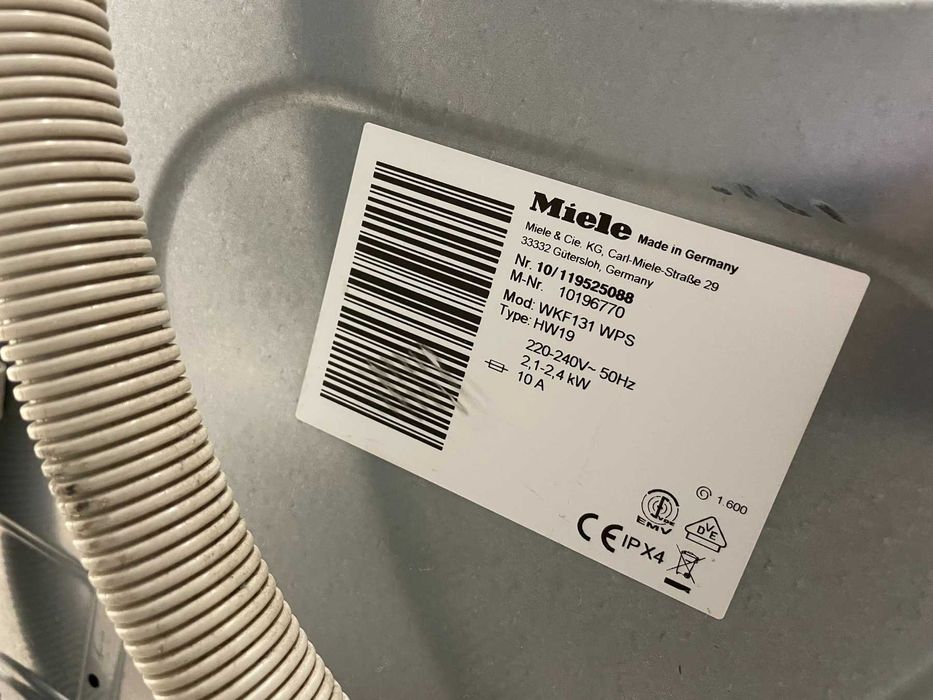 Miele Made in Germany
Miele & Cie. KG, Carl-Miele-Straße 29
33332 Gütersloh, Germany
Nr. 10/119525088
M-Nr. 10196770
Mod: WKF131 WPS
Type: HW19
220-240V~ 50Hz
2,1-2,4 kW
10 A
1.600
VDE
EMV
DVE
CE IPX4